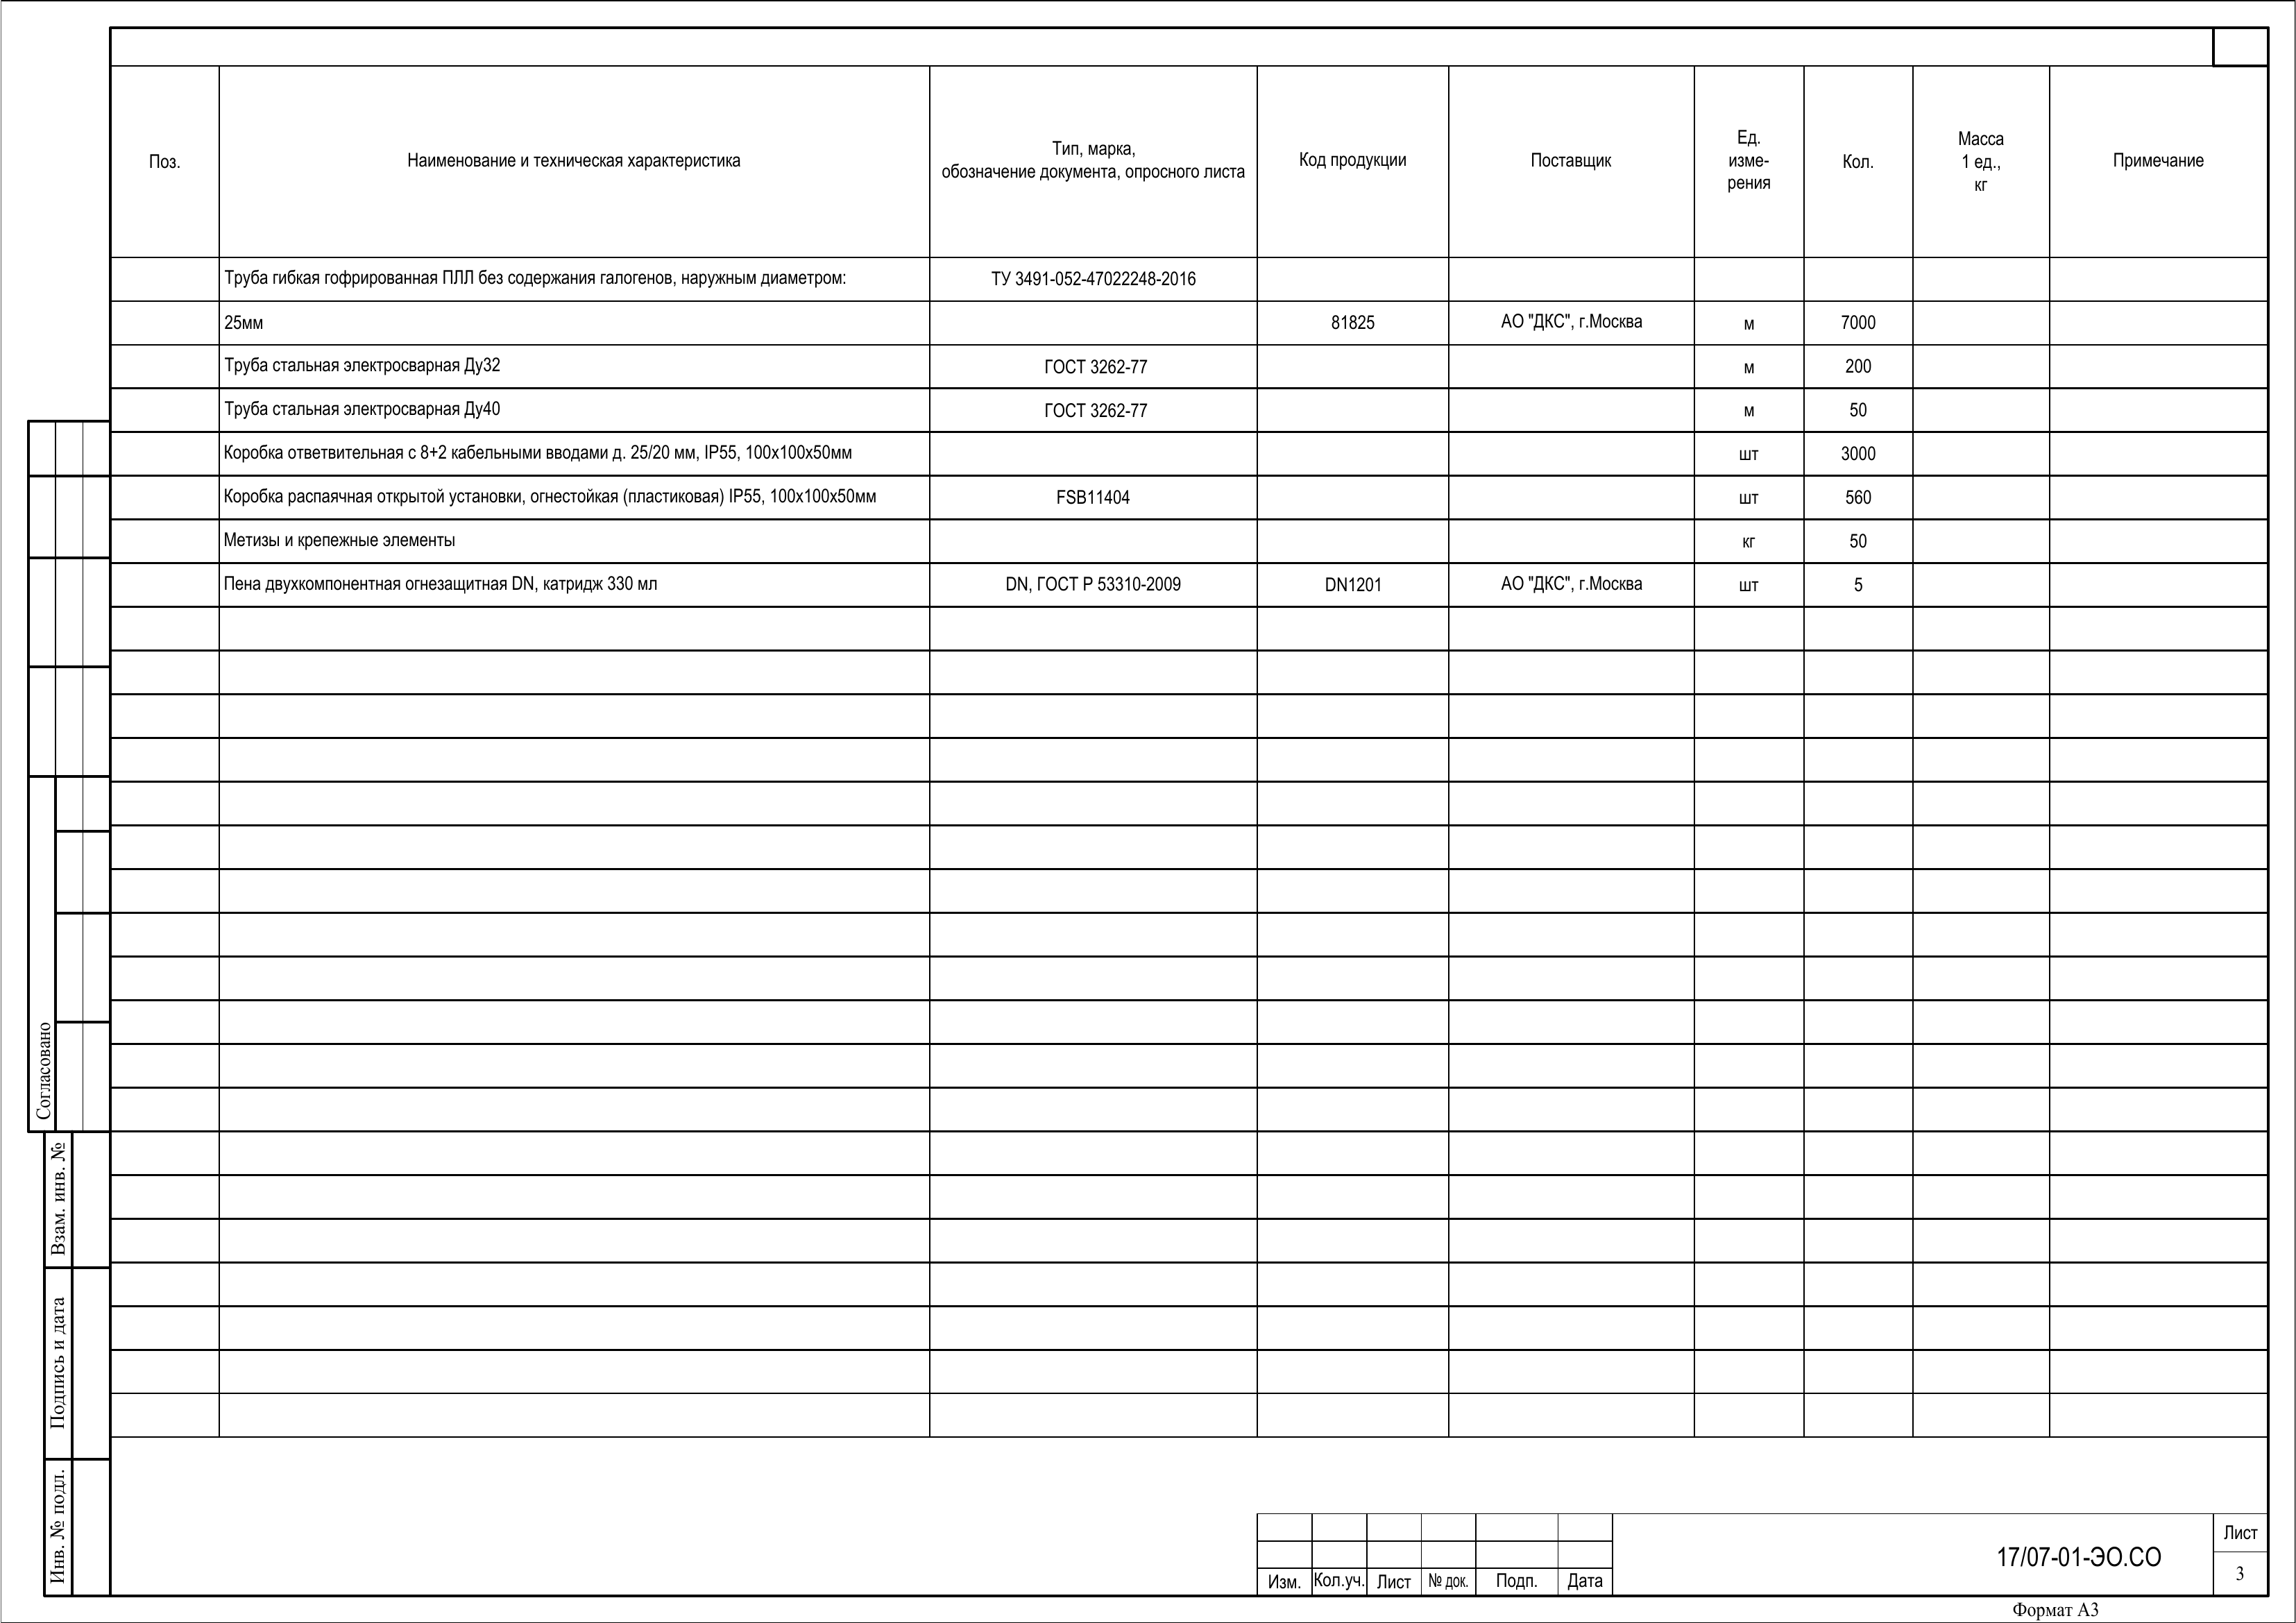 Поз.
Наименование и техническая характеристика
Тип, марка,
обозначение документа, опросного листа
Код продукции
Поставщик
Ед.
изме-
рения
Кол.
Масса
1 ед.,
кг
Примечание
Труба гибкая гофрированная ПЛЛ без содержания галогенов, наружным диаметром: ТУ 3491-052-47022248-2016
25мм 81825 АО "ДКС", г.Москва м 7000
Труба стальная электросварная Ду32 ГОСТ 3262-77 м 200
Труба стальная электросварная Ду40 ГОСТ 3262-77 м 50
Коробка ответвительная с 8+2 кабельными вводами д. 25/20 мм, IP55, 100х100х50мм шт 3000
Коробка распаячная открытой установки, огнестойкая (пластиковая) IP55, 100х100х50мм FSB11404 шт 560
Метизы и крепежные элементы кг 50
Пена двухкомпонентная огнезащитная DN, катридж 330 мл DN, ГОСТ Р 53310-2009 DN1201 АО "ДКС", г.Москва шт 5
Согласовано
Взам. инв. №
Подпись и дата
Инв. № подл.
Изм. Кол.уч. Лист № док. Подп. Дата
17/07-01-ЭО.СО
Лист
3
Формат А3